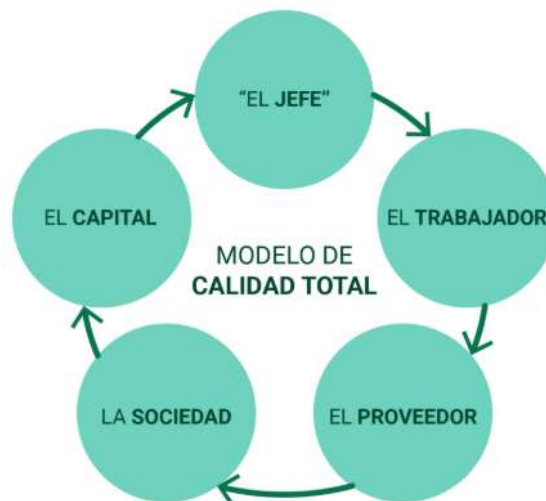 “EL JEFE”
EL TRABAJADOR
EL PROVEEDOR
LA SOCIEDAD
EL CAPITAL
MODELO DE
CALIDAD TOTAL